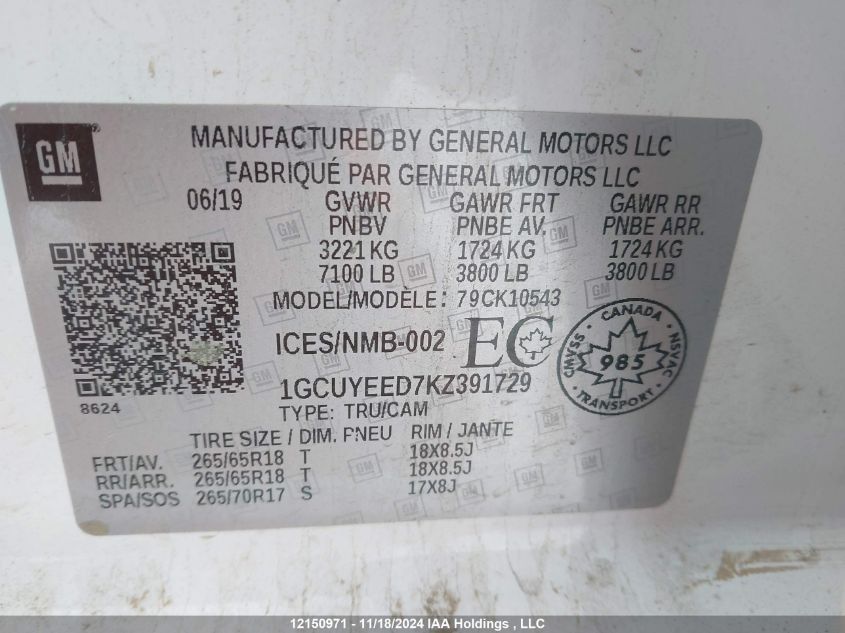 GM
MANUFACTURED BY GENERAL MOTORS LLC
FABRIQUÉ PAR GENERAL MOTORS LLC
06/19 GVWR GAWR FRT GAWR RR
PNBV PNBE AV. PNBE ARR.
3221 KG 1724 KG 1724 KG
7100 LB 3800 LB 3800 LB
MODEL/MODÈLE: 79CK10543
ICES/NMB-002 EC
CANADA
CMVSS 985 NSVAC
TRANSPORT
8624
1GCUYEED7KZ391729
TYPE: TRU/CAM
TIRE SIZE / DIM. PNEU RIM / JANTE
FRT/AV. 265/65R18 T 18X8.5J
RR/ARR. 265/65R18 T 18X8.5J
SPA/SOS 265/70R17 S 17X8J
12150971 - 11/18/2024 IAA Holdings , LLC